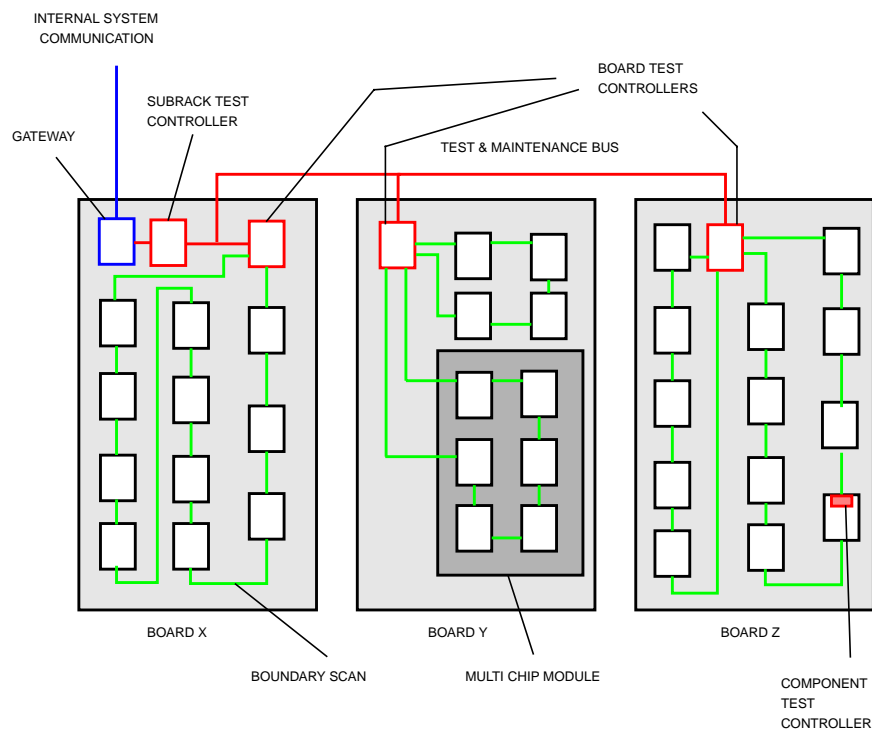 INTERNAL SYSTEM
COMMUNICATION
SUBRACK TEST
CONTROLLER
GATEWAY
BOARD TEST
CONTROLLERS
TEST & MAINTENANCE BUS
BOARD X
BOARD Y
BOARD Z
BOUNDARY SCAN
MULTI CHIP MODULE
COMPONENT
TEST
CONTROLLER